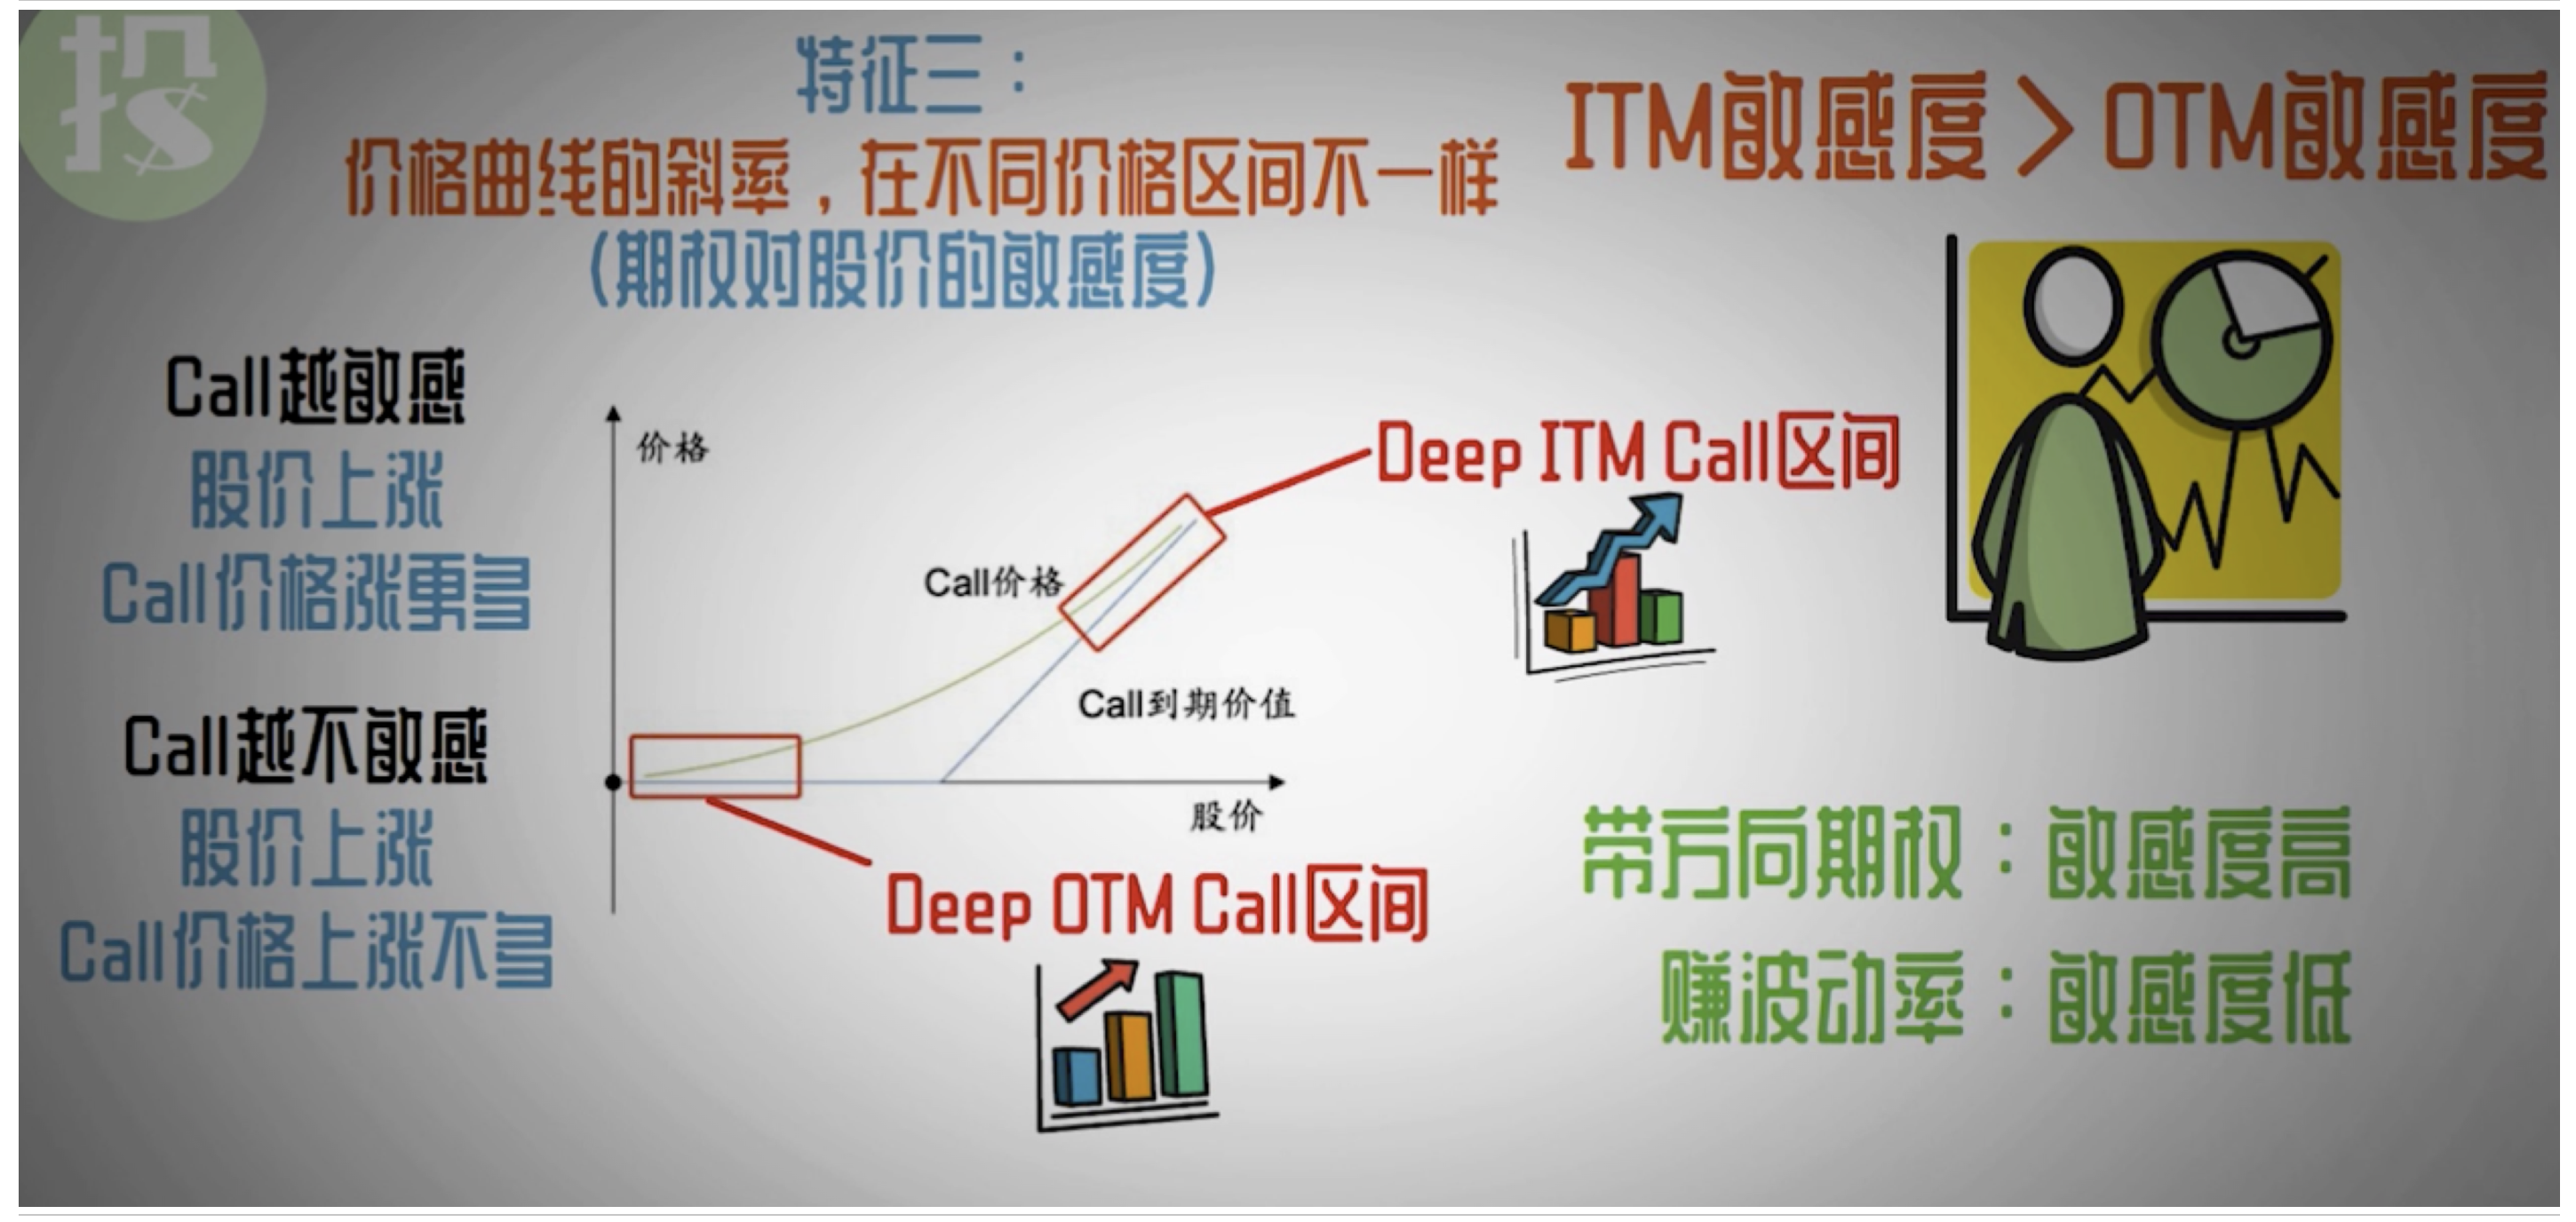 投$
特征三：
价格曲线的斜率，在不同价格区间不一样
（期权对股价的敏感度）
ITM敏感度＞OTM敏感度
Call越敏感
股价上涨
Call价格涨更多
Call越不敏感
股价上涨
Call价格上涨不多
价格
Call价格
Call到期价值
股价
Deep ITM Call区间
Deep OTM Call区间
带方向期权：敏感度高
赚波动率：敏感度低